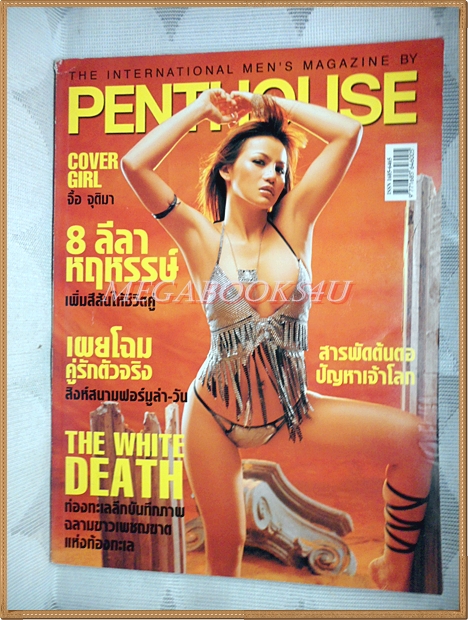 THE INTERNATIONAL MEN'S MAGAZINE BY
PENTHOUSE
COVER
GIRL
จื้อ จุติมา
8 ลีลา
หฤหรรษ์
เพิ่มสีสันให้ชีวิตคู่
MEGABOOKS4U
เผยโฉม
คู่รักตัวจริง
สิงห์สนามฟอร์มูล่า-วัน
สารพัดต้นตอ
ปัญหาเจ้าโลก
THE WHITE
DEATH
ท่องทะเลลึกบันทึกภาพ
ฉลามขาวเพชฌฆาต
แห่งท้องทะเล